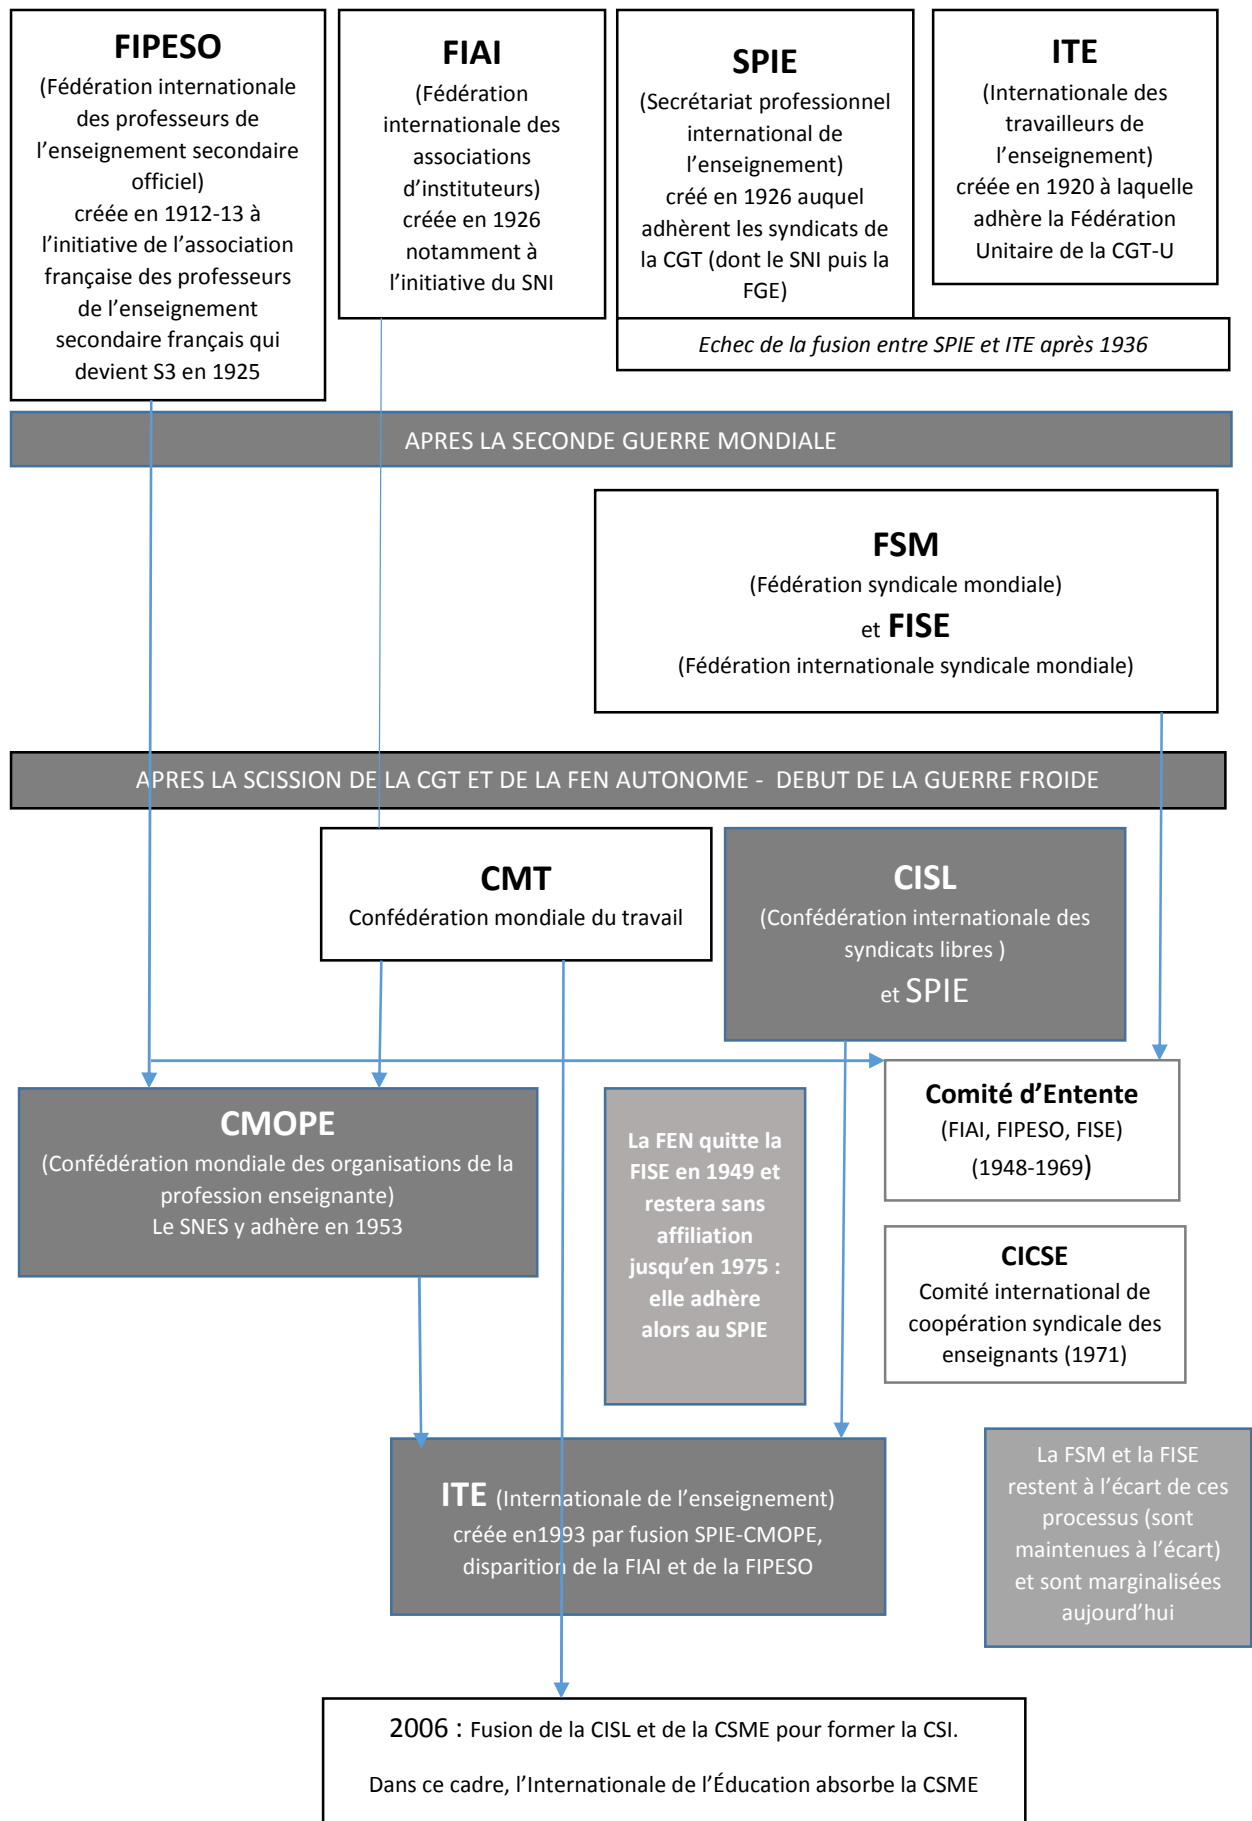 FIPESO
(Fédération internationale
des professeurs de
l’enseignement secondaire
officiel)
créée en 1912-13 à
l’initiative de l’association
française des professeurs
de l’enseignement
secondaire français qui
devient S3 en 1925
FIAI
(Fédération
internationale des
associations
d’instituteurs)
créée en 1926
notamment à
l’initiative du SNI
SPIE
(Secrétariat professionnel
international de
l’enseignement)
créé en 1926 auquel
adhèrent les syndicats de
la CGT (dont le SNI puis la
FGE)
ITE
(Internationale des
travailleurs de
l’enseignement)
créée en 1920 à laquelle
adhère la Fédération
Unitaire de la CGT-U
Echec de la fusion entre SPIE et ITE après 1936
APRES LA SECONDE GUERRE MONDIALE
FSM
(Fédération syndicale mondiale)
et FISE
(Fédération internationale syndicale mondiale)
APRES LA SCISSION DE LA CGT ET DE LA FEN AUTONOME - DEBUT DE LA GUERRE FROIDE
CMT
Confédération mondiale du travail
CISL
(Confédération internationale des
syndicats libres )
et SPIE
CMOPE
(Confédération mondiale des organisations de la
profession enseignante)
Le SNES y adhère en 1953
La FEN quitte la
FISE en 1949 et
restera sans
affiliation
jusqu’en 1975 :
elle adhère
alors au SPIE
Comité d’Entente
(FIAI, FIPESO, FISE)
(1948-1969)
CICSE
Comité international de
coopération syndicale des
enseignants (1971)
ITE (Internationale de l’enseignement)
créée en1993 par fusion SPIE-CMOPE,
disparition de la FIAI et de la FIPESO
La FSM et la FISE
restent à l’écart de ces
processus (sont
maintenues à l’écart)
et sont marginalisées
aujourd’hui
2006 : Fusion de la CISL et de la CSME pour former la CSI.
Dans ce cadre, l’Internationale de l’Éducation absorbe la CSME